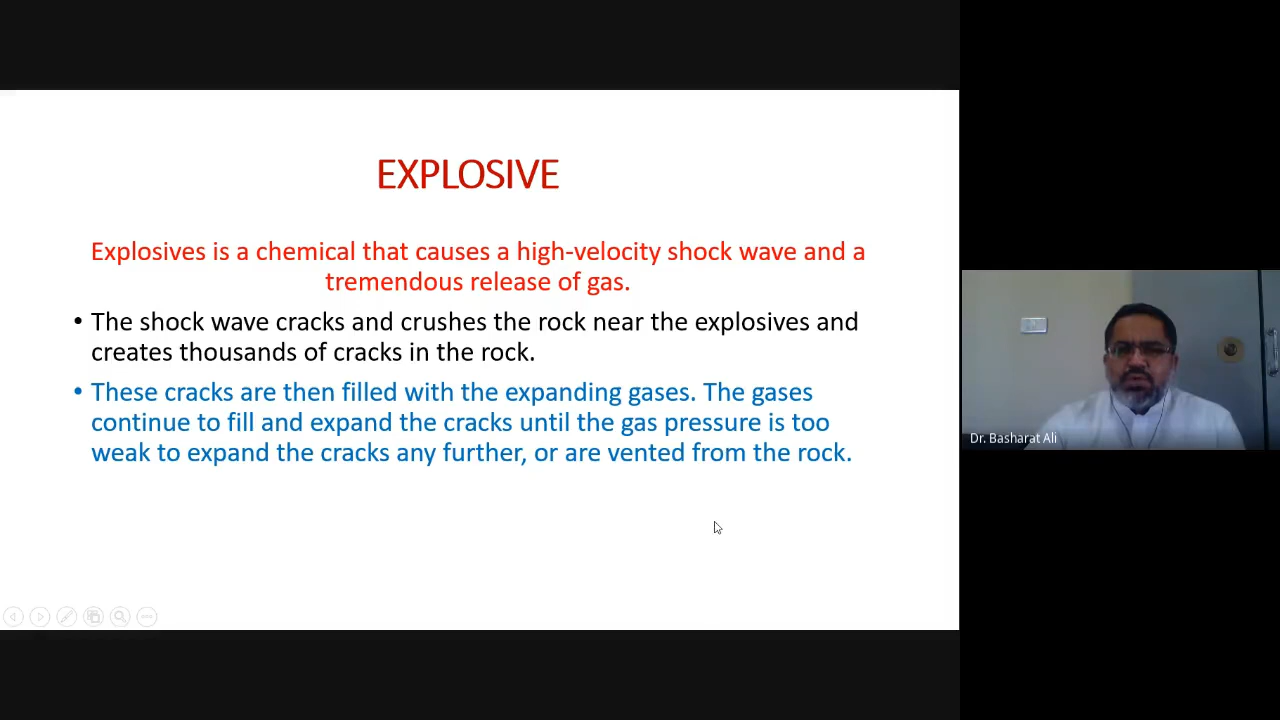 EXPLOSIVE
Explosives is a chemical that causes a high-velocity shock wave and a
tremendous release of gas.
• The shock wave cracks and crushes the rock near the explosives and
creates thousands of cracks in the rock.
• These cracks are then filled with the expanding gases. The gases
continue to fill and expand the cracks until the gas pressure is too
weak to expand the cracks any further, or are vented from the rock.
Dr. Basharat Ali